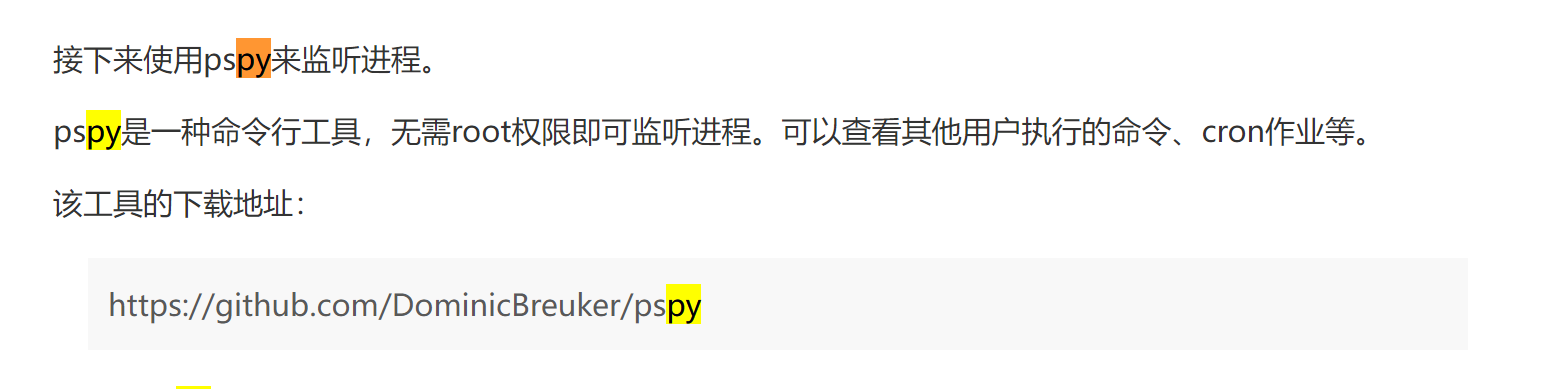 接下来使用pspy来监听进程。
pspy是一种命令行工具，无需root权限即可监听进程。可以查看其他用户执行的命令、cron作业等。
该工具的下载地址：
https://github.com/DominicBreuker/pspy